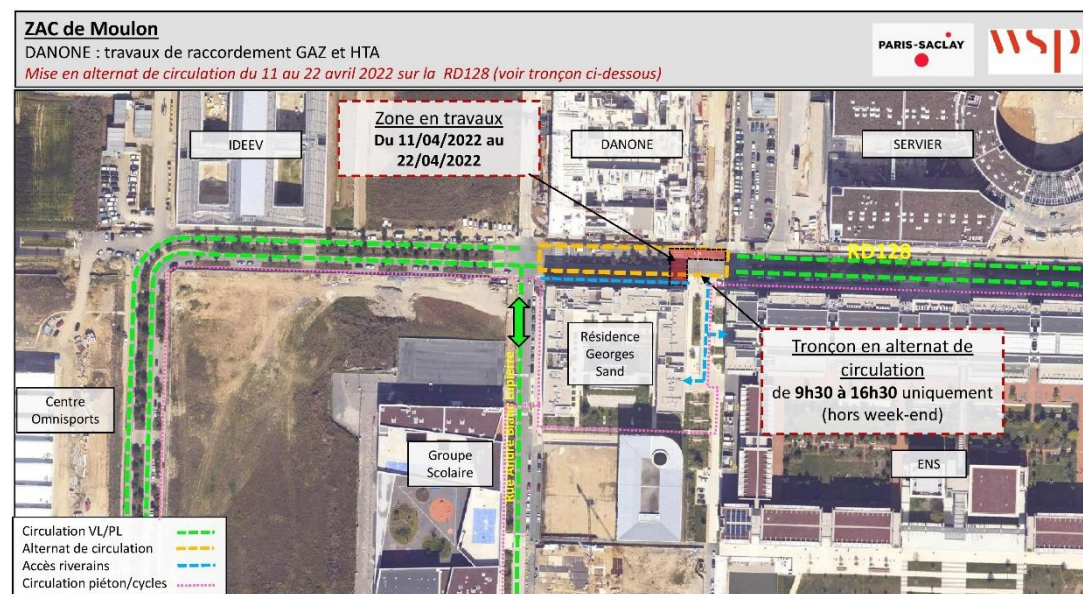 ZAC de Moulon
DANONE : travaux de raccordement GAZ et HTA
Mise en alternat de circulation du 11 au 22 avril 2022 sur la RD128 (voir tronçon ci-dessous)
PARIS-SACLAY
wsp
Zone en travaux
Du 11/04/2022 au
22/04/2022
IDEEV
DANONE
SERVIER
RD128
Résidence
Georges
Sand
Tronçon en alternat de
circulation
de 9h30 à 16h30 uniquement
(hors week-end)
Centre
Omnisports
Rue André Blanc Lapierre
Groupe
Scolaire
ENS
Circulation VL/PL
Alternat de circulation
Accès riverains
Circulation piéton/cycles